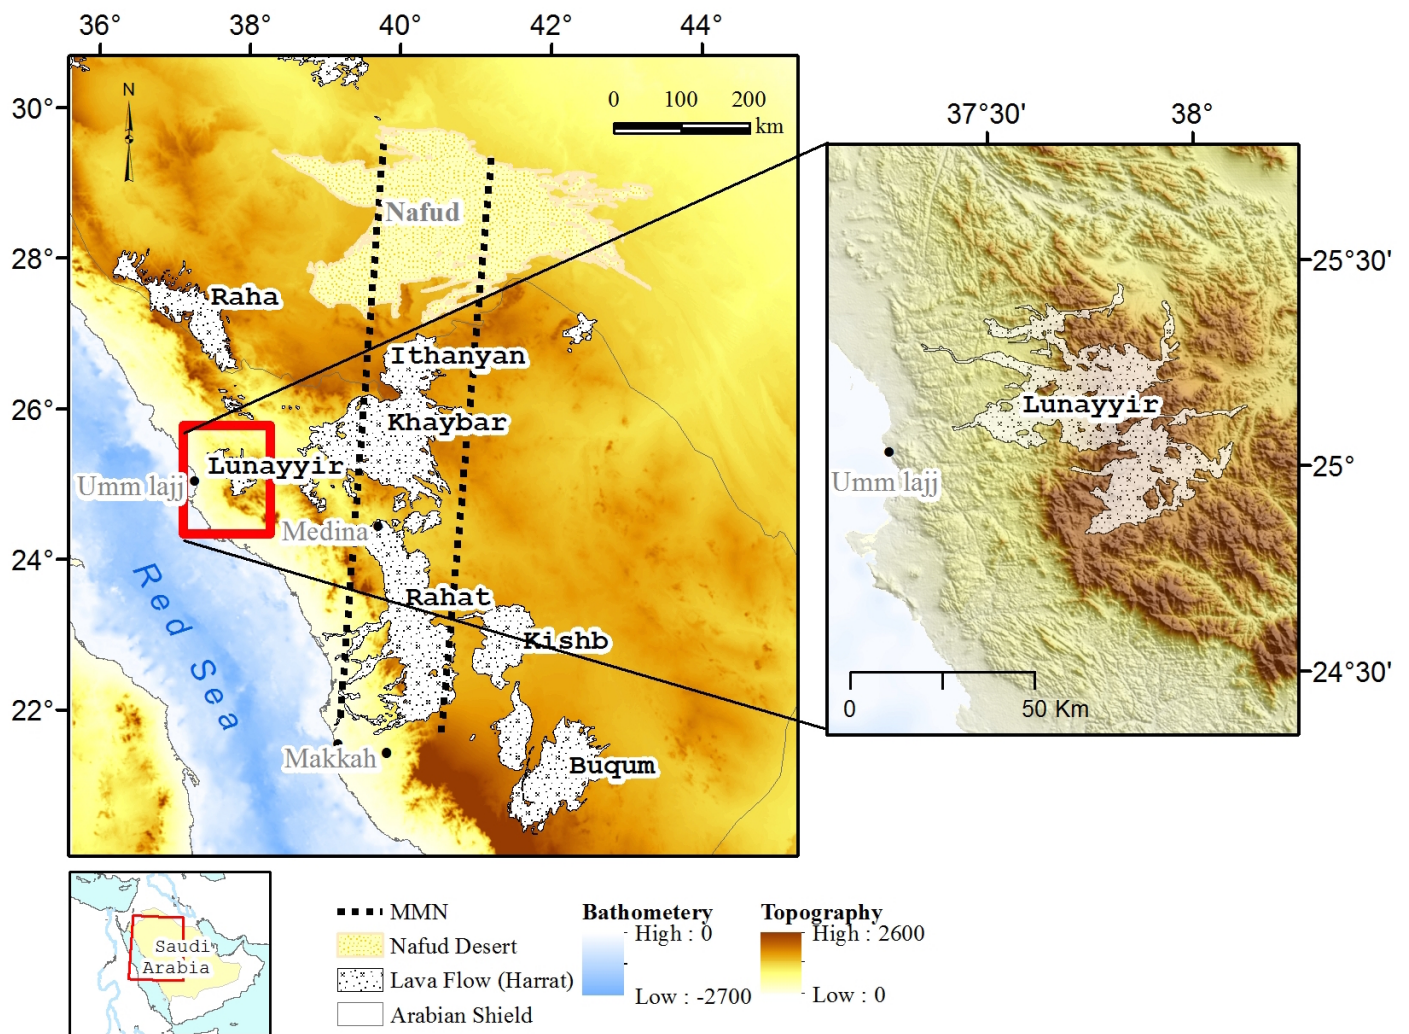 36°
38°
40°
42°
44°
30°
28°
26°
24°
22°
N
0 100 200
km
Nafud
Raha
Ithanyan
Khaybar
Lunayyir
Umm lajj
Medina
Rahat
Kishb
Red Sea
Makkah
Buqum
37°30'
38°
25°30'
25°
24°30'
Lunayyir
Umm lajj
0
50 Km
Saudi
Arabia
MMN
Nafud Desert
Lava Flow (Harrat)
Arabian Shield
Bathometery
High : 0
Low : -2700
Topography
High : 2600
Low : 0